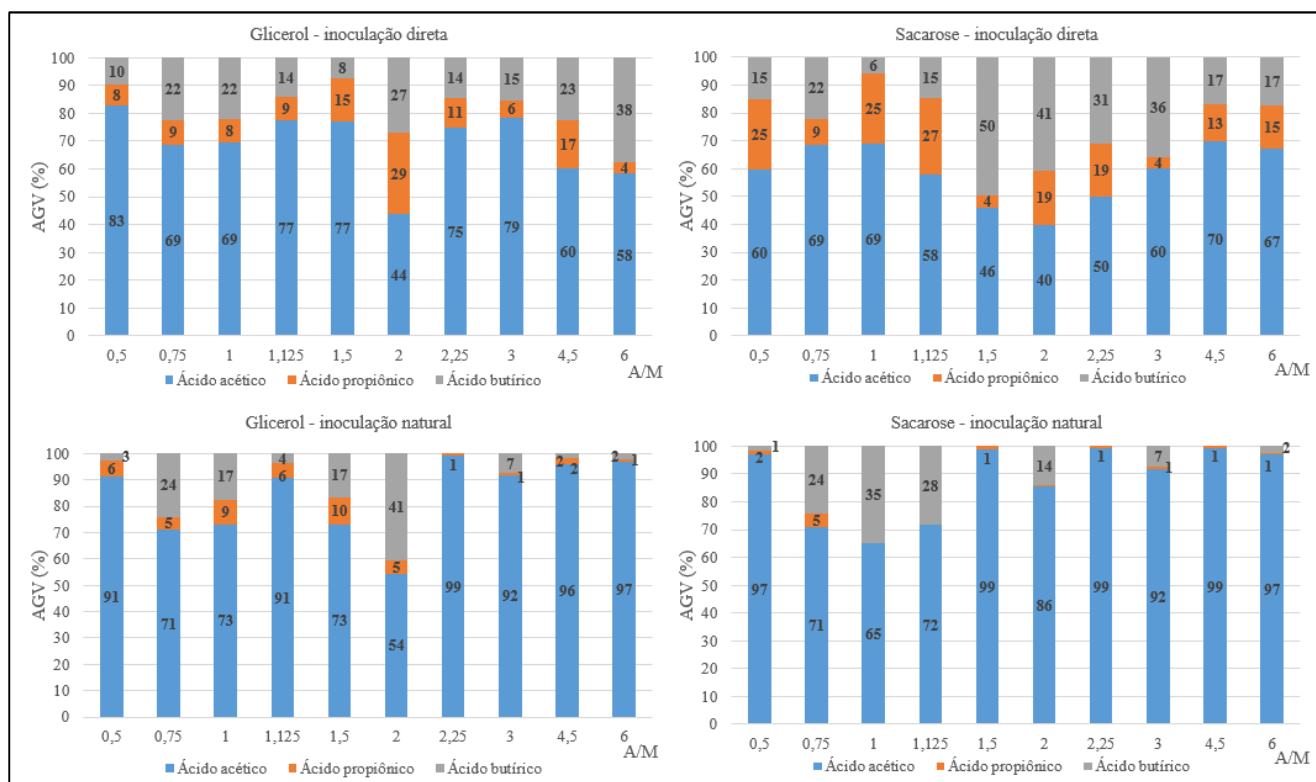 Glicerol - inoculação direta
AGV (%)
100
90
80
70
60
50
40
30
20
10
0
10 22 22 14 8 27 14 15 23 38
8 9 8 9 15 29 11 6 17 4
83 69 69 77 77 44 75 79 60 58
0,5 0,75 1 1,125 1,5 2 2,25 3 4,5 6
A/M
Ácido acético Ácido propiônico Ácido butírico
Sacarose - inoculação direta
AGV (%)
100
90
80
70
60
50
40
30
20
10
0
15 22 6 15 50 41 31 36 17 17
25 9 25 27 4 19 19 4 13 15
60 69 69 58 46 40 50 60 70 67
0,5 0,75 1 1,125 1,5 2 2,25 3 4,5 6
A/M
Ácido acético Ácido propiônico Ácido butírico
Glicerol - inoculação natural
AGV (%)
100
90
80
70
60
50
40
30
20
10
0
3 24 17 4 17 41 7 2 2
6 5 9 6 10 5 1 1 2 1
91 71 73 91 73 54 99 92 96 97
0,5 0,75 1 1,125 1,5 2 2,25 3 4,5 6
A/M
Ácido acético Ácido propiônico Ácido butírico
Sacarose - inoculação natural
AGV (%)
100
90
80
70
60
50
40
30
20
10
0
1 24 35 28 14 7 2
2 5 1 1 1 1 1
97 71 65 72 99 86 99 92 99 97
0,5 0,75 1 1,125 1,5 2 2,25 3 4,5 6
A/M
Ácido acético Ácido propiônico Ácido butírico